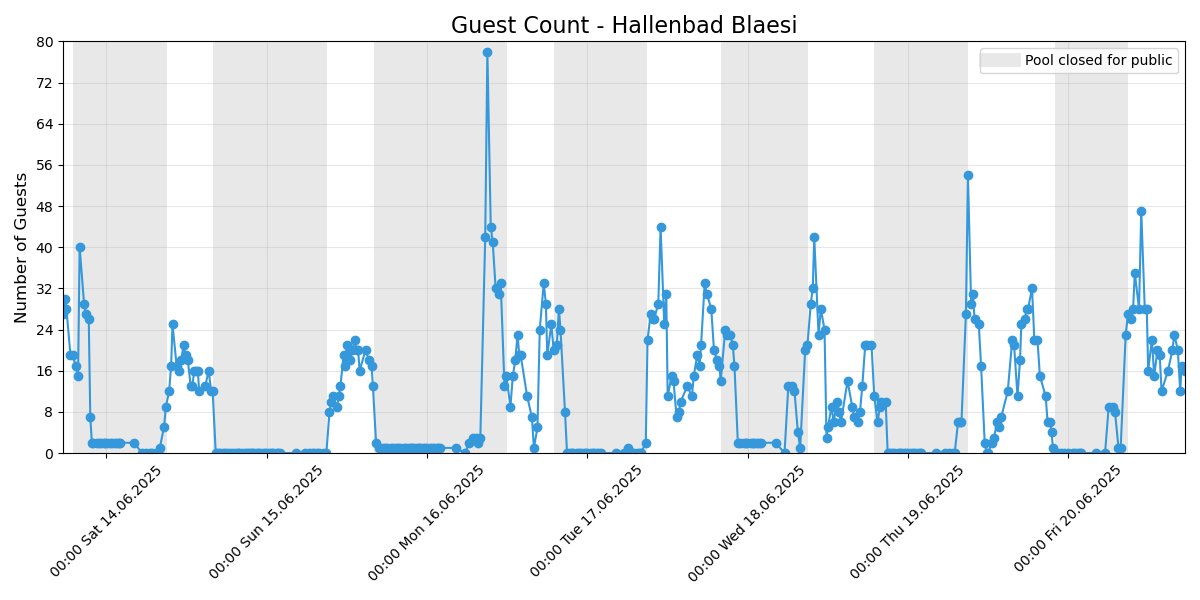 Guest Count - Hallenbad Blaesi
Pool closed for public
Number of Guests
80
72
64
56
48
40
32
24
16
8
0
00:00 Sat 14.06.2025
00:00 Sun 15.06.2025
00:00 Mon 16.06.2025
00:00 Tue 17.06.2025
00:00 Wed 18.06.2025
00:00 Thu 19.06.2025
00:00 Fri 20.06.2025